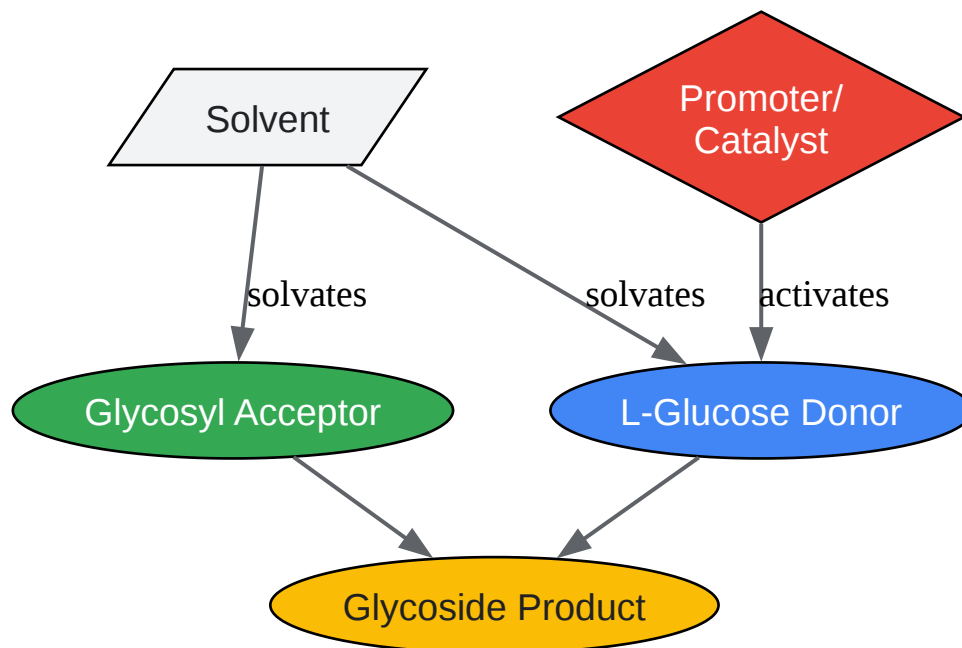 Solvent
Promoter/
Catalyst
solvates
solvates
activates
Glycosyl Acceptor
L-Glucose Donor
Glycoside Product